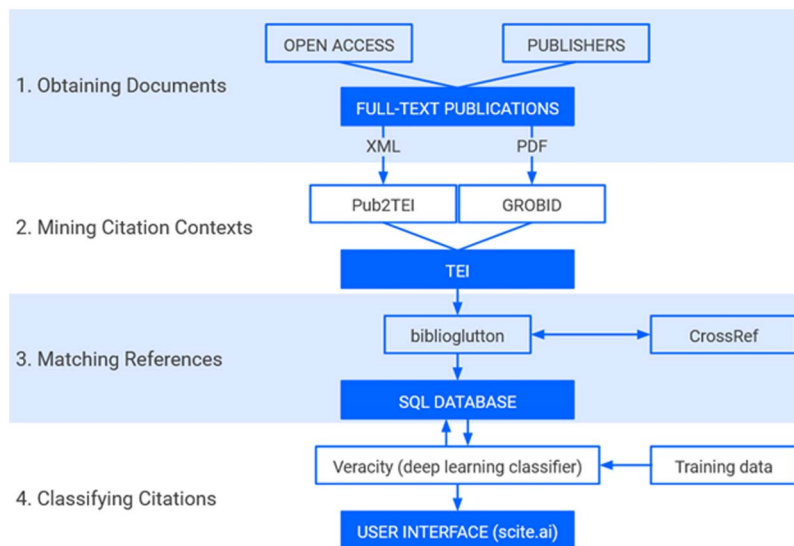 OPEN ACCESS
PUBLISHERS
1. Obtaining Documents
FULL-TEXT PUBLICATIONS
XML
PDF
Pub2TEI
GROBID
2. Mining Citation Contexts
TEI
biblioglutton
CrossRef
3. Matching References
SQL DATABASE
Veracity (deep learning classifier)
Training data
4. Classifying Citations
USER INTERFACE (scite.ai)